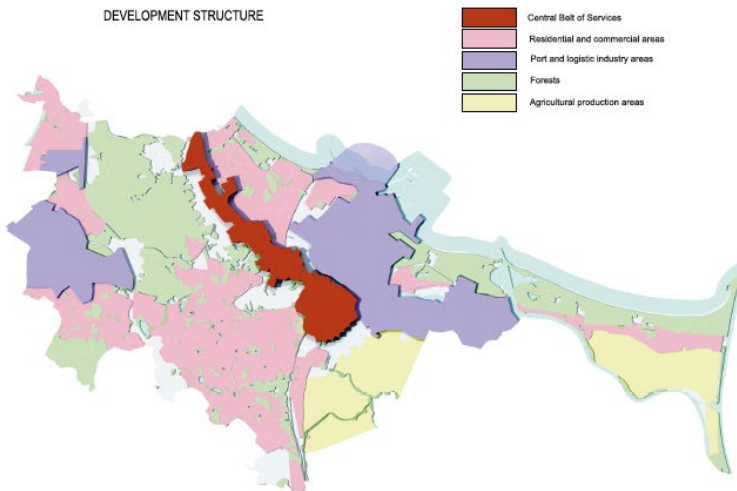 DEVELOPMENT STRUCTURE
Central Belt of Services
Residential and commercial areas
Port and logistic industry areas
Forests
Agricultural production areas